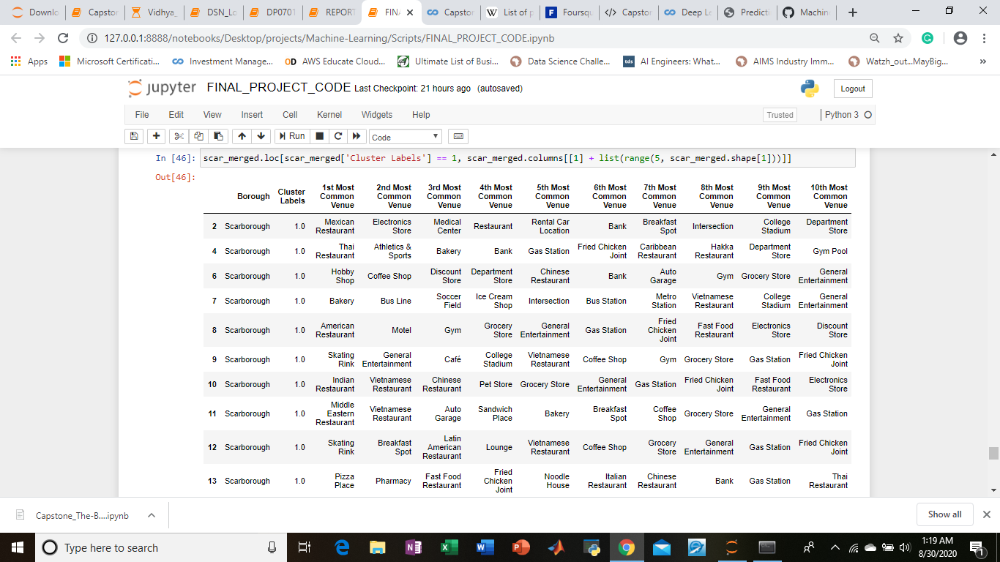 Downlo
Capstor
Vidhya_
DSN_Lo
DP0701
REPORT
FINA
Capstor
List of p
Foursqu
Capstor
Deep Le
Predicti
Machin
127.0.0.1:8888/notebooks/Desktop/projects/Machine-Learning/Scripts/FINAL_PROJECT_CODE.ipynb
Apps
Microsoft Certificati...
Investment Manage...
AWS Educate Cloud...
Ultimate List of Busi...
Data Science Challe...
AI Engineers: What...
AIMS Industry Imm...
Watzh_out...MayBig...
jupyter FINAL_PROJECT_CODE Last Checkpoint: 21 hours ago (autosaved)
Logout
File Edit View Insert Cell Kernel Widgets Help
Trusted
Python 3
Run
Code
In [46]: scar_merged.loc[scar_merged['Cluster Labels'] == 1, scar_merged.columns[[1] + list(range(5, scar_merged.shape[1]))]]
Out[46]:
Borough Cluster Labels 1st Most Common Venue 2nd Most Common Venue 3rd Most Common Venue 4th Most Common Venue 5th Most Common Venue 6th Most Common Venue 7th Most Common Venue 8th Most Common Venue 9th Most Common Venue 10th Most Common Venue
2 Scarborough 1.0 Mexican Restaurant Electronics Store Medical Center Restaurant Rental Car Location Bank Breakfast Spot Intersection College Stadium Department Store
4 Scarborough 1.0 Thai Restaurant Athletics & Sports Bakery Bank Gas Station Fried Chicken Joint Caribbean Restaurant Hakka Restaurant Department Store Gym Pool
6 Scarborough 1.0 Hobby Shop Coffee Shop Discount Store Department Store Chinese Restaurant Bank Auto Garage Gym Grocery Store General Entertainment
7 Scarborough 1.0 Bakery Bus Line Soccer Field Ice Cream Shop Intersection Bus Station Metro Station Vietnamese Restaurant College Stadium General Entertainment
8 Scarborough 1.0 American Restaurant Motel Gym Grocery Store General Entertainment Gas Station Fried Chicken Joint Fast Food Restaurant Electronics Store Discount Store
9 Scarborough 1.0 Skating Rink General Entertainment Café College Stadium Vietnamese Restaurant Coffee Shop Gym Grocery Store Gas Station Fried Chicken Joint
10 Scarborough 1.0 Indian Restaurant Vietnamese Restaurant Chinese Restaurant Pet Store Grocery Store General Entertainment Gas Station Fried Chicken Joint Fast Food Restaurant Electronics Store
11 Scarborough 1.0 Middle Eastern Restaurant Vietnamese Restaurant Auto Garage Sandwich Place Bakery Breakfast Spot Coffee Shop Grocery Store General Entertainment Gas Station
12 Scarborough 1.0 Skating Rink Breakfast Spot Latin American Restaurant Lounge Vietnamese Restaurant Coffee Shop Grocery Store General Entertainment Gas Station Fried Chicken Joint
13 Scarborough 1.0 Pizza Place Pharmacy Fast Food Restaurant Fried Chicken Joint Noodle House Italian Restaurant Chinese Restaurant Bank Gas Station Thai Restaurant
Capstone_The-B....ipynb
Show all
Type here to search
1:19 AM
8/30/2020
1